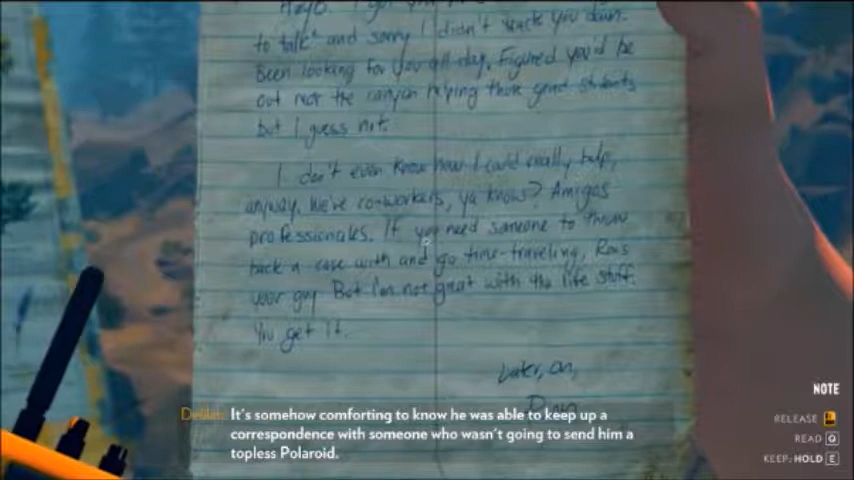 to talk" and sorry I didn't track you down.
Been looking for you all day. Figured you'd be
out near the canyon helping those grad students
but I guess not.
I don't even know how I could really help,
anyway. We're co-workers, ya know? Amigos
professionales. If you need someone to throw
back a case with and go time-traveling, Ron's
your guy. But I'm not great with the life stuff.
You get it.
Later, on,
NOTE
Delilah: It's somehow comforting to know he was able to keep up a
correspondence with someone who wasn't going to send him a
topless Polaroid.
RELEASE
READ Q
KEEP: HOLD E